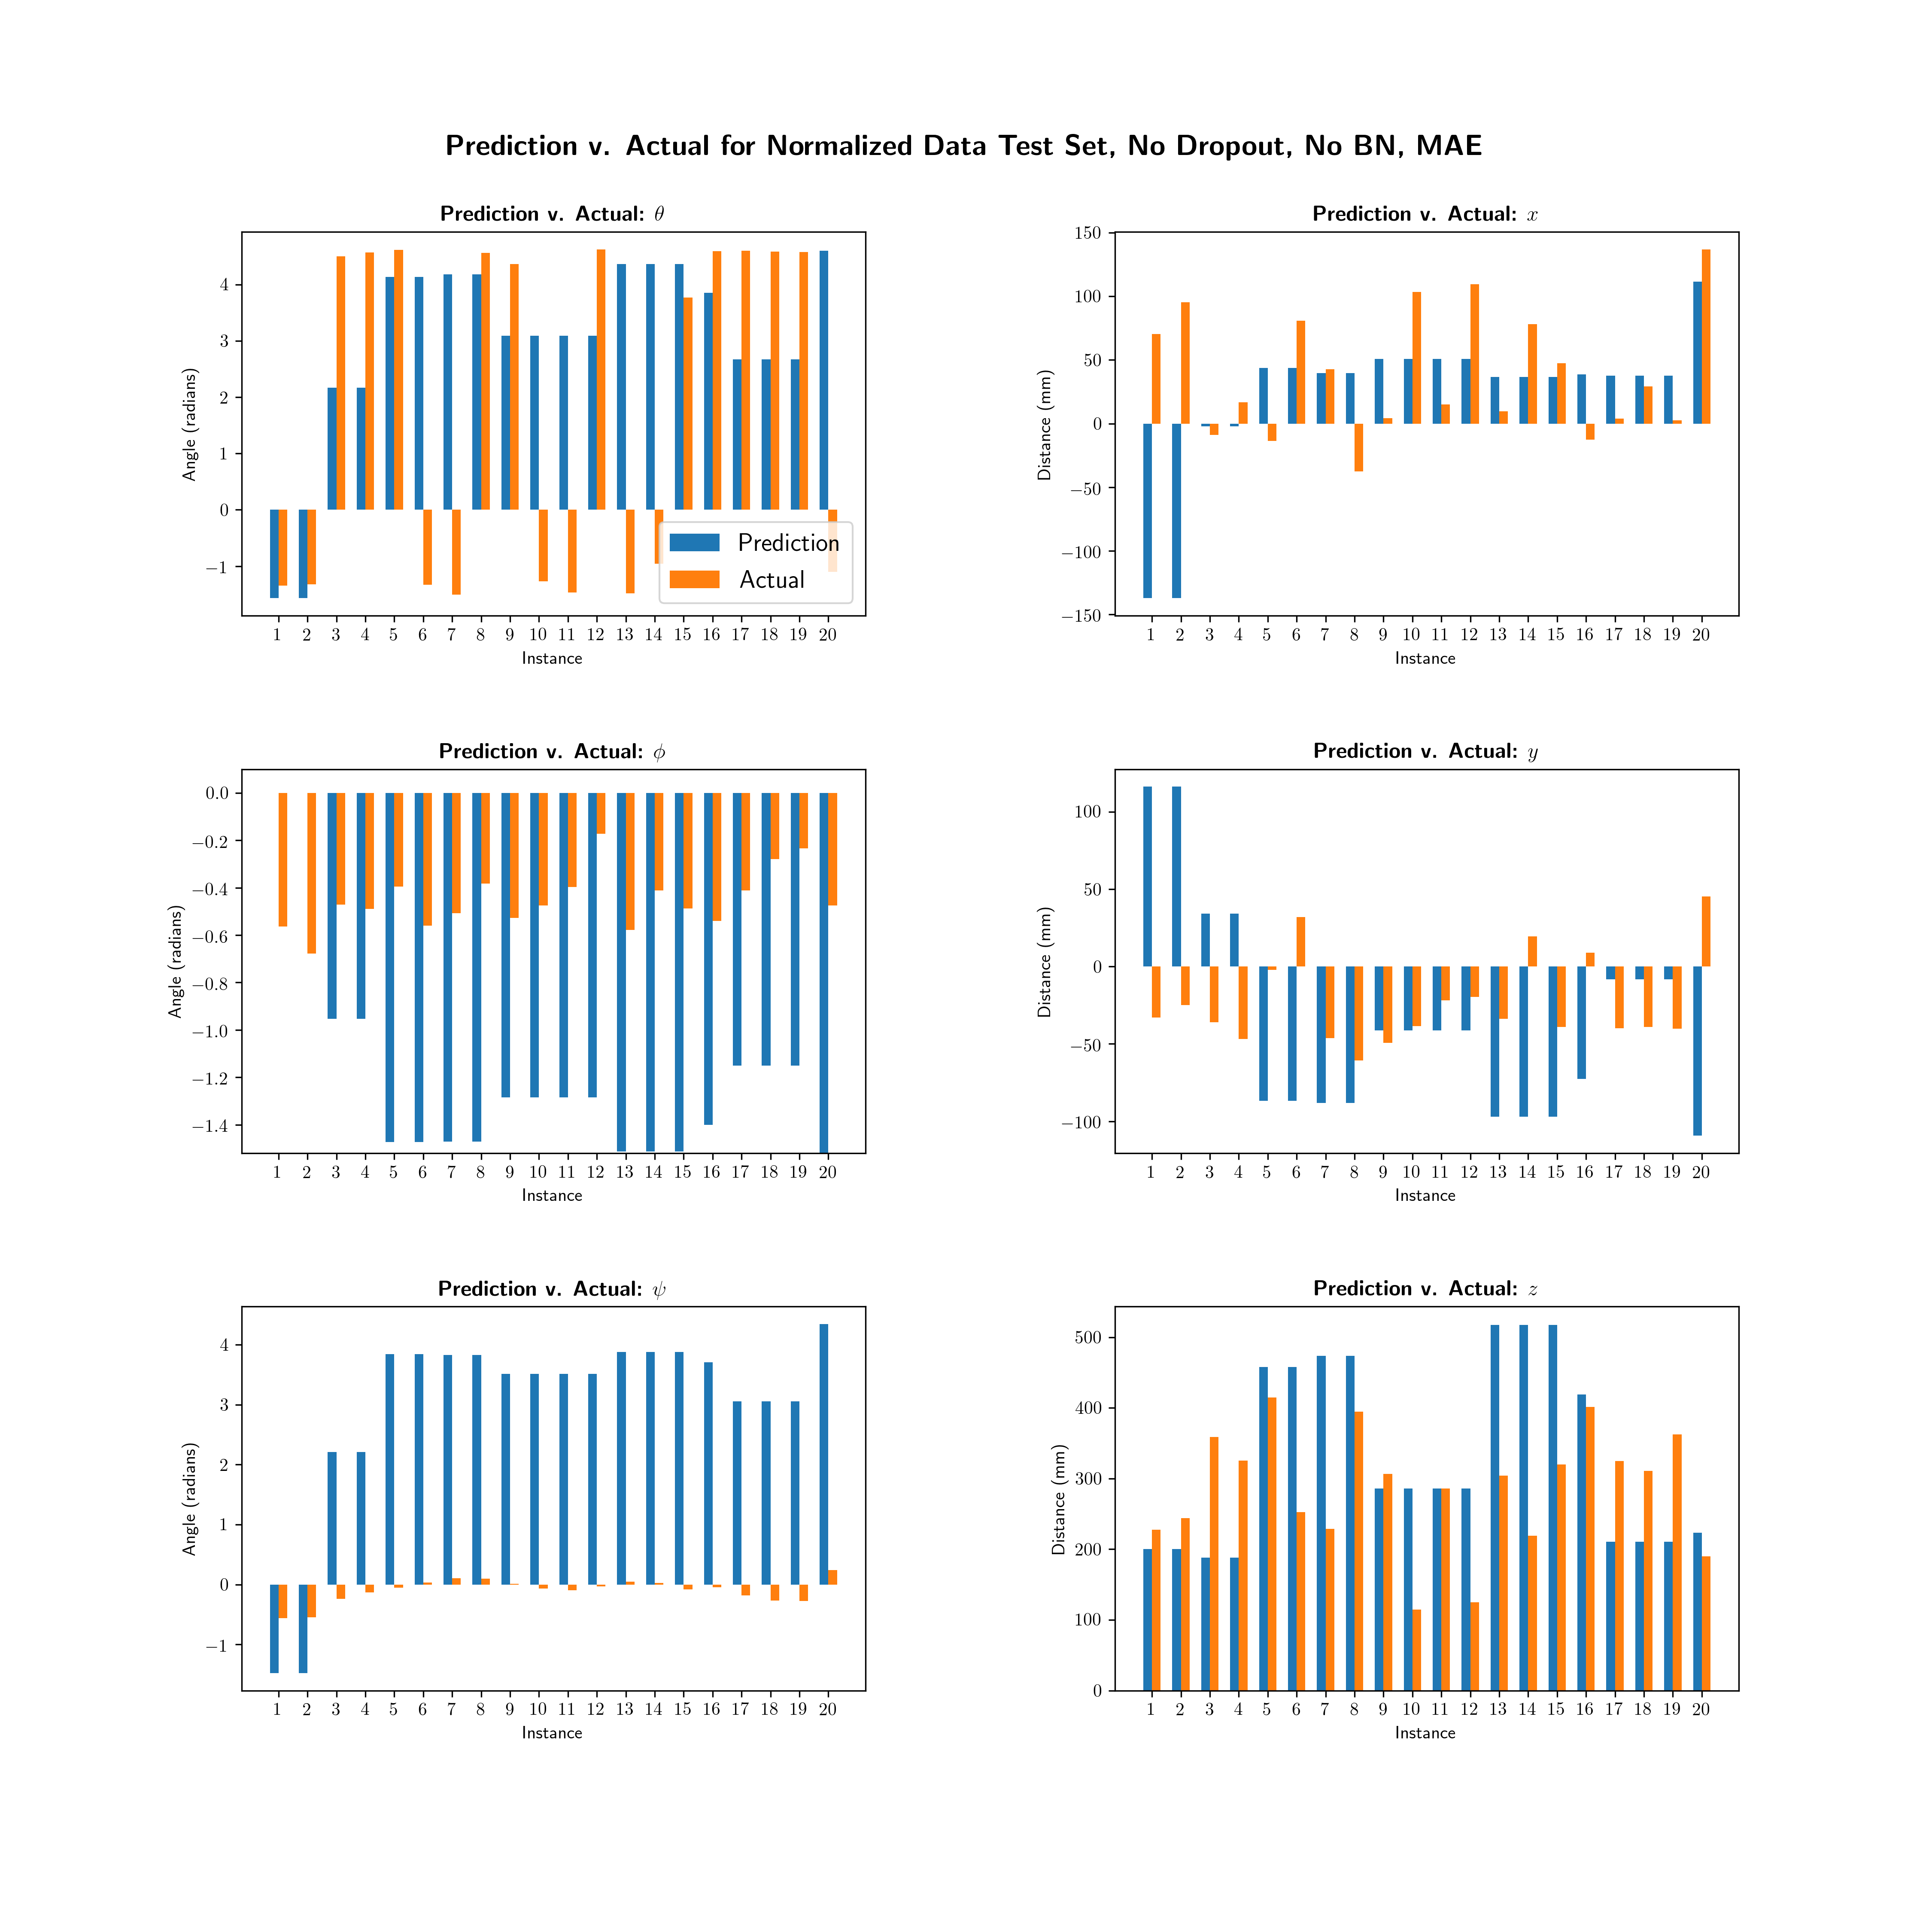 Prediction v. Actual for Normalized Data Test Set, No Dropout, No BN, MAE
Prediction v. Actual: θ
4
3
2
1
0
−1
Angle (radians)
Prediction
Actual
1 2 3 4 5 6 7 8 9 10 11 12 13 14 15 16 17 18 19 20
Instance
Prediction v. Actual: x
150
100
50
0
−50
−100
−150
Distance (mm)
1 2 3 4 5 6 7 8 9 10 11 12 13 14 15 16 17 18 19 20
Instance
Prediction v. Actual: ϕ
0.0
−0.2
−0.4
−0.6
−0.8
−1.0
−1.2
−1.4
Angle (radians)
1 2 3 4 5 6 7 8 9 10 11 12 13 14 15 16 17 18 19 20
Instance
Prediction v. Actual: y
100
50
0
−50
−100
Distance (mm)
1 2 3 4 5 6 7 8 9 10 11 12 13 14 15 16 17 18 19 20
Instance
Prediction v. Actual: ψ
4
3
2
1
0
−1
Angle (radians)
1 2 3 4 5 6 7 8 9 10 11 12 13 14 15 16 17 18 19 20
Instance
Prediction v. Actual: z
500
400
300
200
100
0
Distance (mm)
1 2 3 4 5 6 7 8 9 10 11 12 13 14 15 16 17 18 19 20
Instance